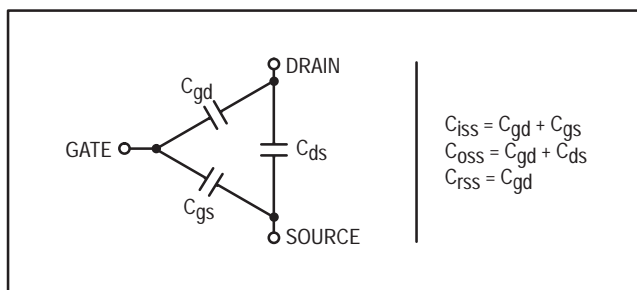 DRAIN
Cgd
GATE
Cds
Cgs
SOURCE
Ciss = Cgd + Cgs
Coss = Cgd + Cds
Crss = Cgd